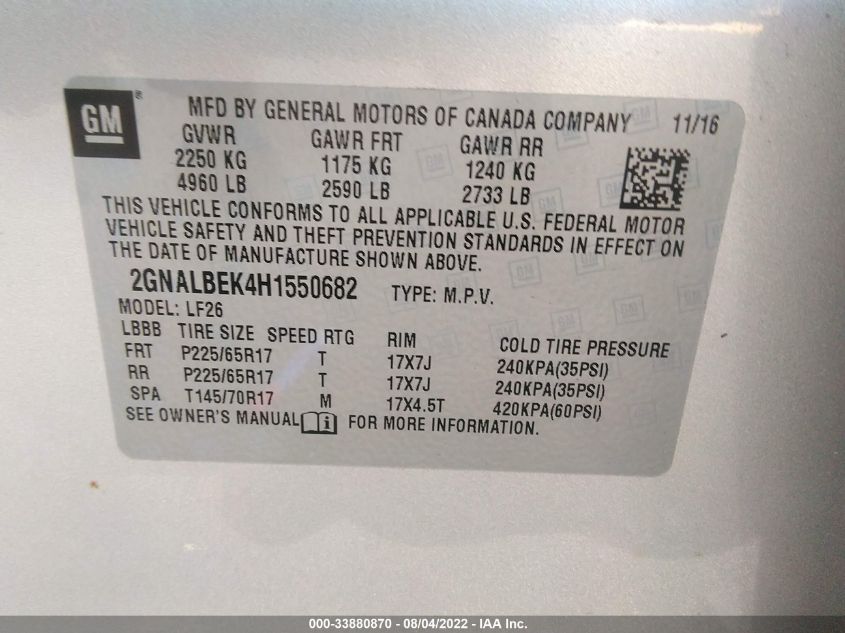 GM® MFD BY GENERAL MOTORS OF CANADA COMPANY 11/16
GVWR GAWR FRT GAWR RR
2250 KG 1175 KG 1240 KG
4960 LB 2590 LB 2733 LB
THIS VEHICLE CONFORMS TO ALL APPLICABLE U.S. FEDERAL MOTOR
VEHICLE SAFETY AND THEFT PREVENTION STANDARDS IN EFFECT ON
THE DATE OF MANUFACTURE SHOWN ABOVE.
2GNALBEK4H1550682 TYPE: M.P.V.
MODEL: LF26
LBBB TIRE SIZE SPEED RTG RIM COLD TIRE PRESSURE
FRT P225/65R17 T 17X7J 240KPA(35PSI)
RR P225/65R17 T 17X7J 240KPA(35PSI)
SPA T145/70R17 M 17X4.5T 420KPA(60PSI)
SEE OWNER'S MANUAL i FOR MORE INFORMATION.
000-33880870 - 08/04/2022 - IAA Inc.